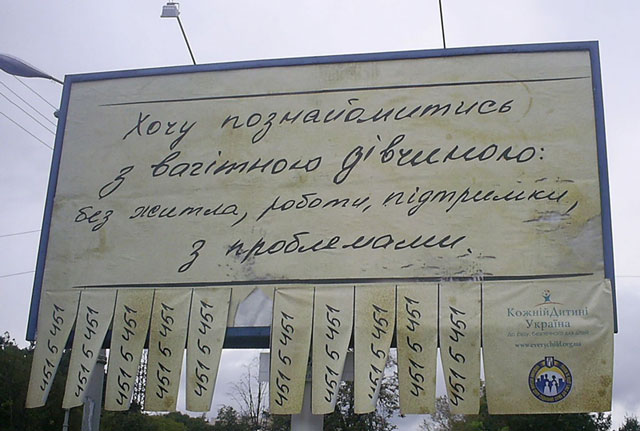 Хочу познайомитись
з вагітною дівчиною:
без житла, роботи, підтримки,
з проблемами.
451 5 451
451 5 451
451 5 451
451 5 451
451 5 451
451 5 451
451 5 451
451 5 451
451 5 451
451 5 451
Кожній Дитині
Україна
www.everychild.org.ua